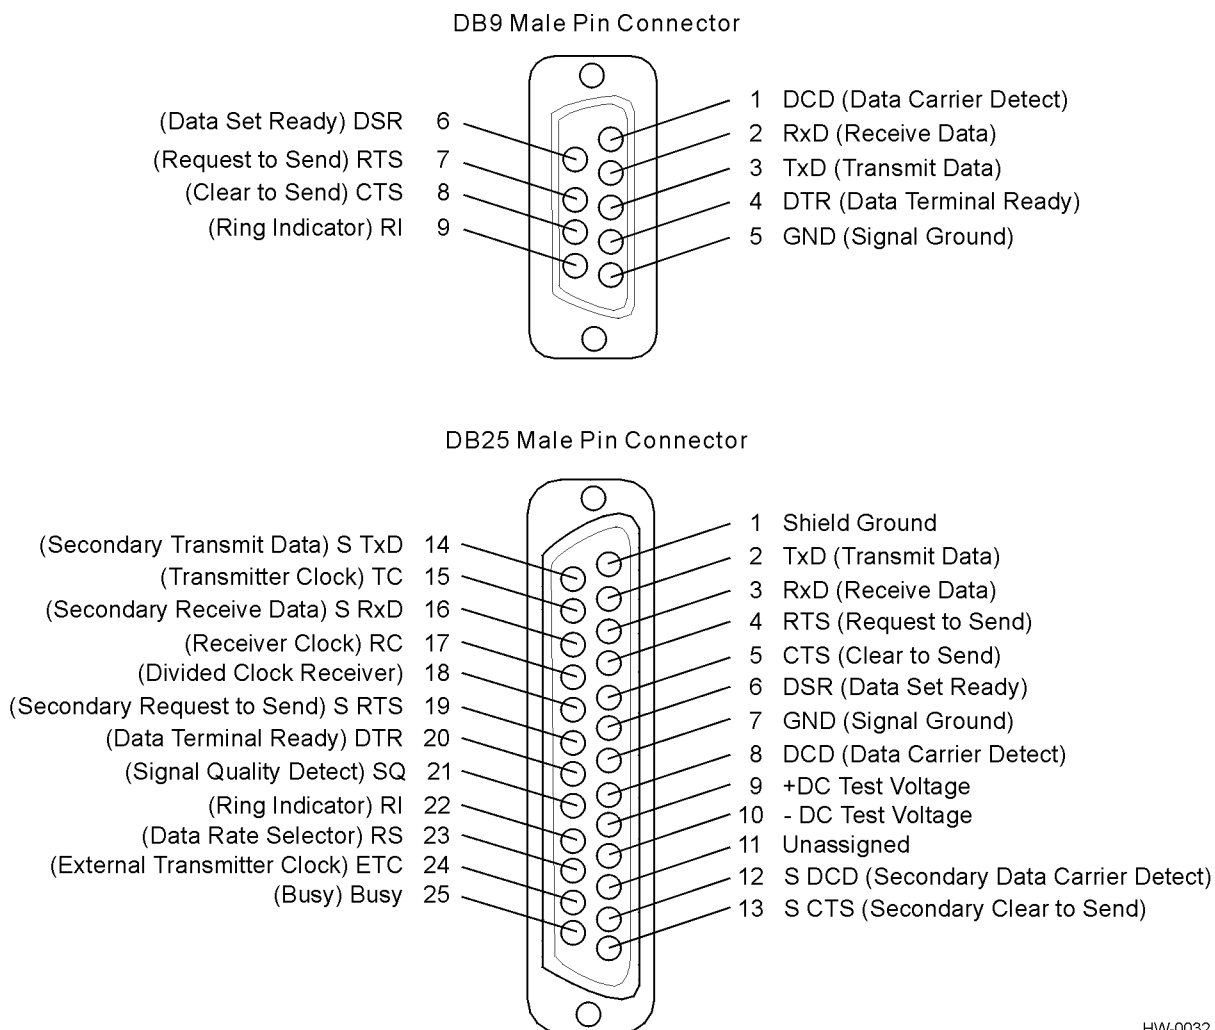 DB9 Male Pin Connector
1 DCD (Data Carrier Detect)
(Data Set Ready) DSR 6
2 RxD (Receive Data)
(Request to Send) RTS 7
3 TxD (Transmit Data)
(Clear to Send) CTS 8
4 DTR (Data Terminal Ready)
(Ring Indicator) RI 9
5 GND (Signal Ground)
DB25 Male Pin Connector
1 Shield Ground
(Secondary Transmit Data) S TxD 14
2 TxD (Transmit Data)
(Transmitter Clock) TC 15
3 RxD (Receive Data)
(Secondary Receive Data) S RxD 16
4 RTS (Request to Send)
(Receiver Clock) RC 17
5 CTS (Clear to Send)
(Divided Clock Receiver) 18
6 DSR (Data Set Ready)
(Secondary Request to Send) S RTS 19
7 GND (Signal Ground)
(Data Terminal Ready) DTR 20
8 DCD (Data Carrier Detect)
(Signal Quality Detect) SQ 21
9 +DC Test Voltage
(Ring Indicator) RI 22
10 - DC Test Voltage
(Data Rate Selector) RS 23
11 Unassigned
(External Transmitter Clock) ETC 24
12 S DCD (Secondary Data Carrier Detect)
(Busy) Busy 25
13 S CTS (Secondary Clear to Send)
HW-0032